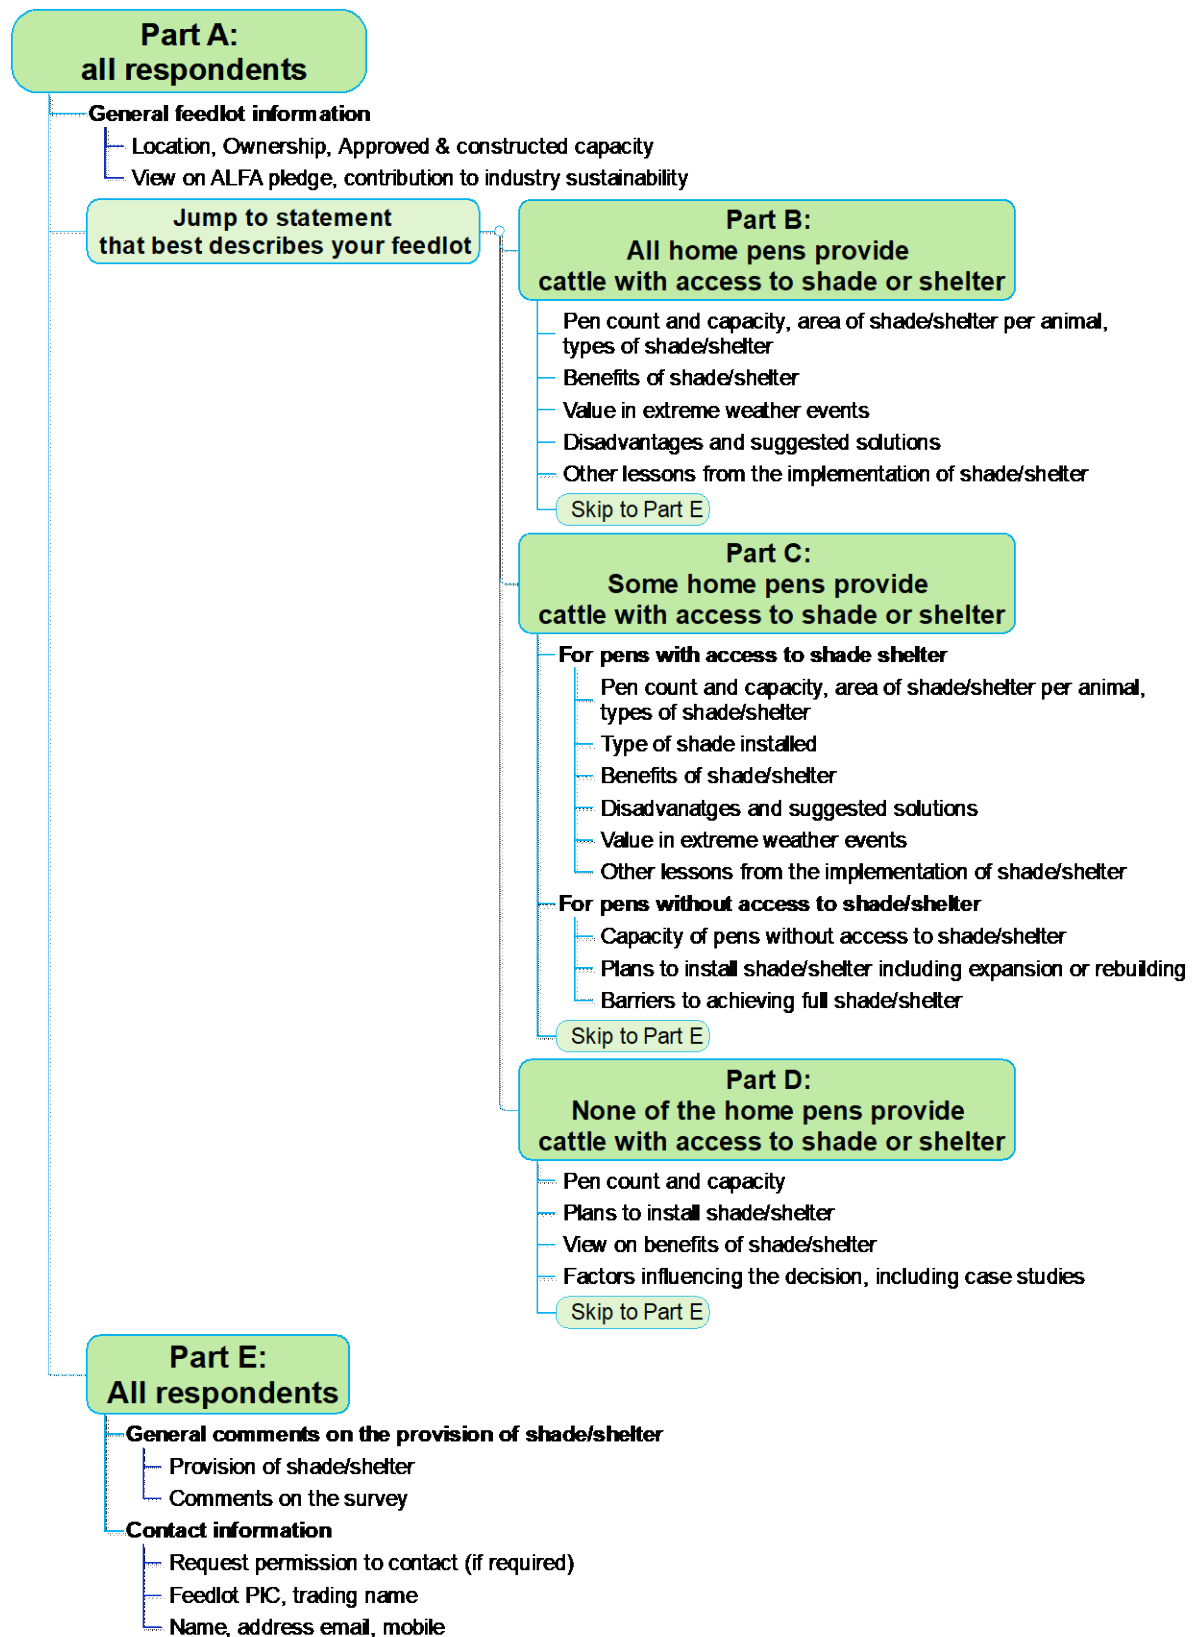 Part A:
all respondents
General feedlot information
Location, Ownership, Approved & constructed capacity
View on ALFA pledge, contribution to industry sustainability
Jump to statement
that best describes your feedlot
Part B:
All home pens provide
cattle with access to shade or shelter
Pen count and capacity, area of shade/shelter per animal,
types of shade/shelter
Benefits of shade/shelter
Value in extreme weather events
Disadvantages and suggested solutions
Other lessons from the implementation of shade/shelter
Skip to Part E
Part C:
Some home pens provide
cattle with access to shade or shelter
For pens with access to shade shelter
Pen count and capacity, area of shade/shelter per animal,
types of shade/shelter
Type of shade installed
Benefits of shade/shelter
Disadvanatges and suggested solutions
Value in extreme weather events
Other lessons from the implementation of shade/shelter
For pens without access to shade/shelter
Capacity of pens without access to shade/shelter
Plans to install shade/shelter including expansion or rebuilding
Barriers to achieving full shade/shelter
Skip to Part E
Part D:
None of the home pens provide
cattle with access to shade or shelter
Pen count and capacity
Plans to install shade/shelter
View on benefits of shade/shelter
Factors influencing the decision, including case studies
Skip to Part E
Part E:
All respondents
General comments on the provision of shade/shelter
Provision of shade/shelter
Comments on the survey
Contact information
Request permission to contact (if required)
Feedlot PIC, trading name
Name, address email, mobile